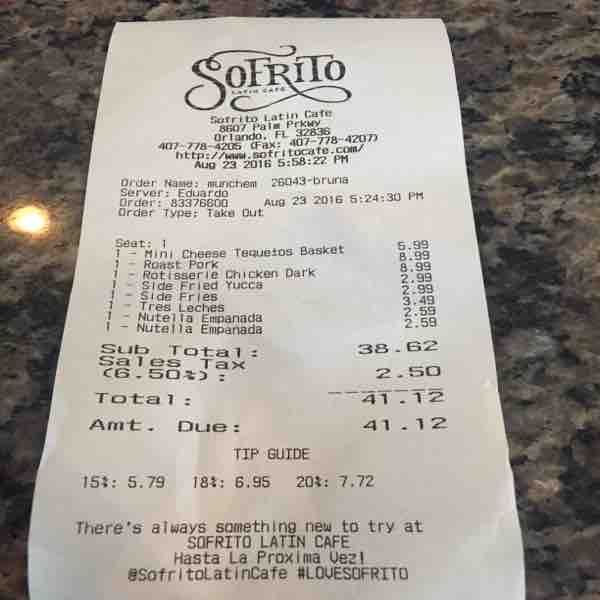 SOFRITO
LATIN CAFE
Sofrito Latin Cafe
8607 Palm Prkwy
Orlando, FL 32836
407-778-4205 (Fax: 407-778-4207)
http://www.sofritocafe.com/
Aug 23 2016 5:58:22 PM
Order Name: munchem 26043-bruna
Server: Eduardo
Order: 83376800 Aug 23 2016 5:24:30 PM
Order Type: Take Out
Seat: 1
1 - Mini Cheese Tequeños Basket 5.99
1 - Roast Pork 8.99
1 - Rotisserie Chicken Dark 8.99
1 - Side Fried Yucca 2.99
1 - Side Fries 2.99
1 - Tres Leches 3.49
1 - Nutella Empanada 2.59
1 - Nutella Empanada 2.59
Sub Total: 38.62
Sales Tax
(6.50%): 2.50
Total: 41.12
Amt. Due: 41.12
TIP GUIDE
15%: 5.79 18%: 6.95 20%: 7.72
There's always something new to try at
SOFRITO LATIN CAFE
Hasta La Proxima Vez!
@SofritoLatinCafe #LOVESOFRITO